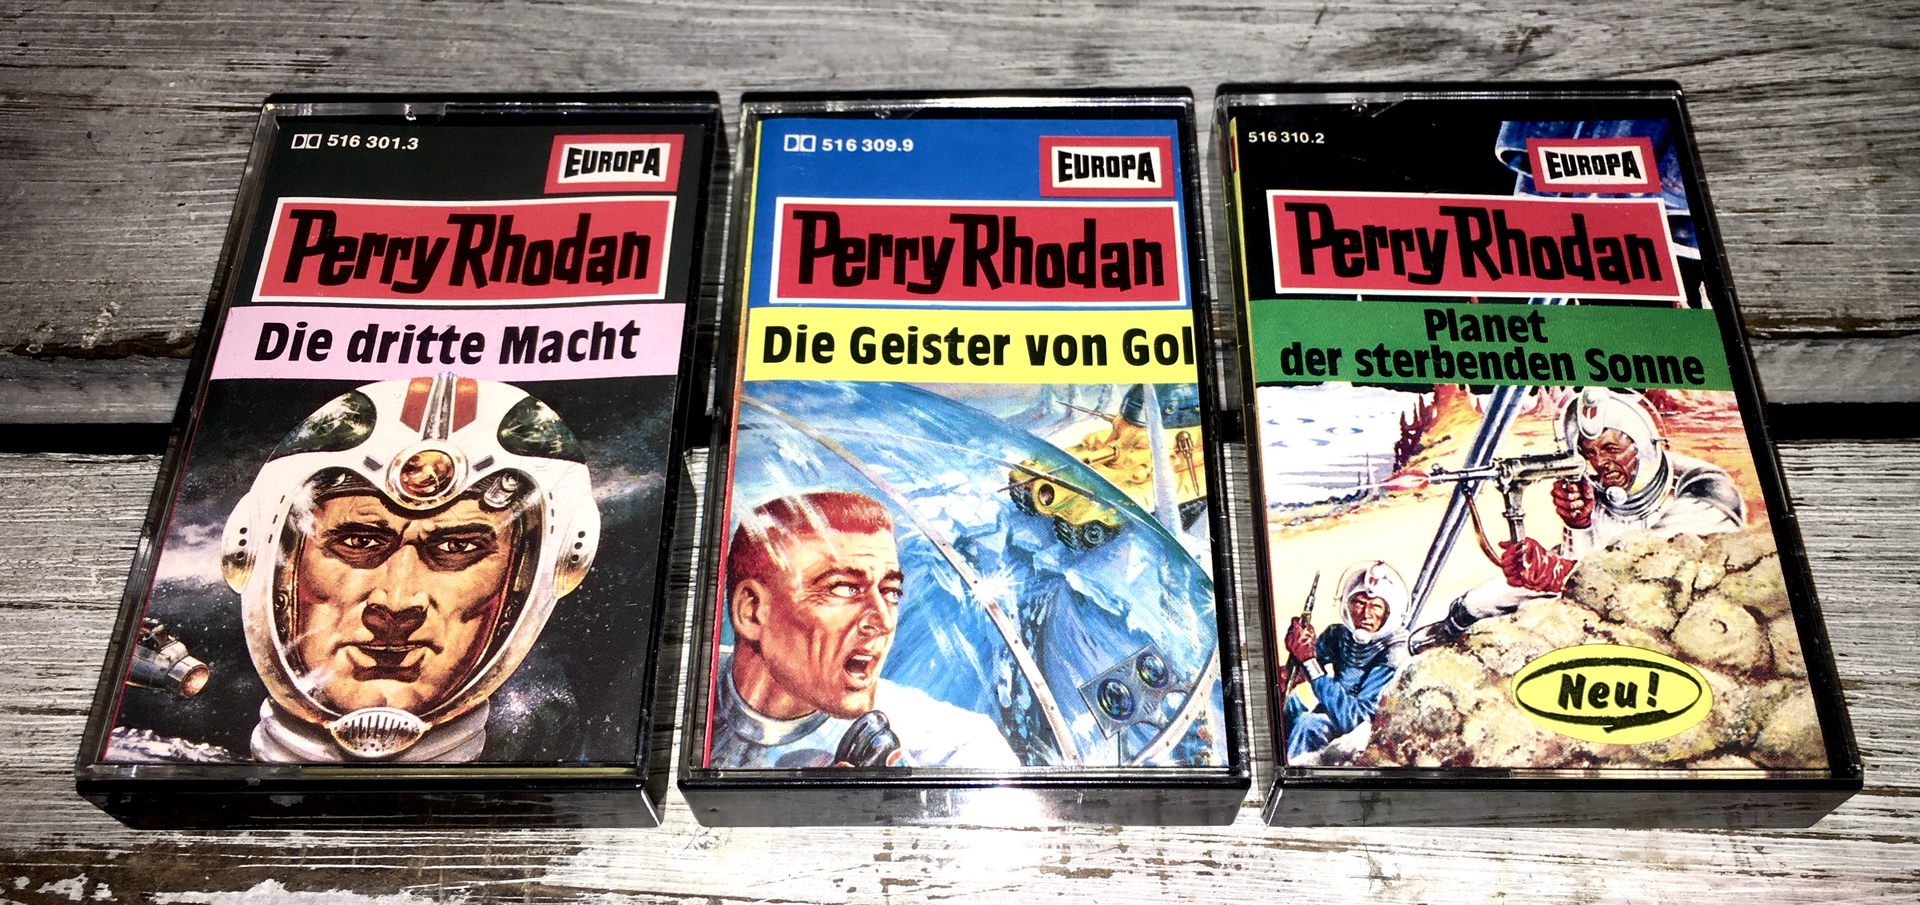 516 301.3
EUROPA
Perry Rhodan
Die dritte Macht
516 309.9
EUROPA
Perry Rhodan
Die Geister von Gol
516 310.2
EUROPA
Perry Rhodan
Planet
der sterbenden Sonne
Neu!